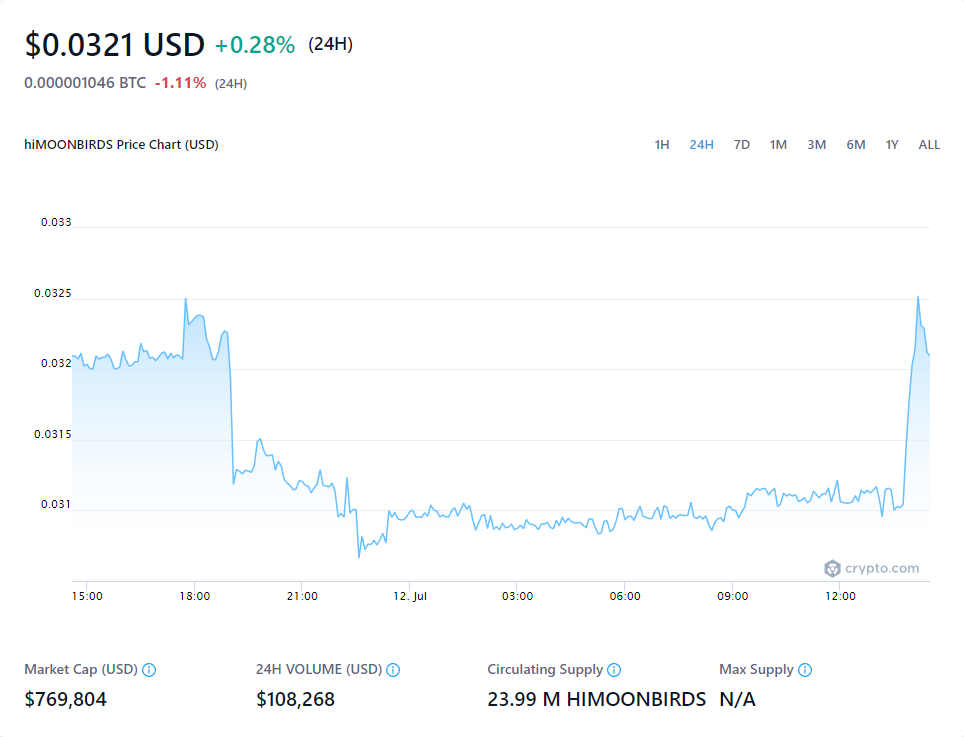 $0.0321 USD +0.28% (24H)
0.000001046 BTC -1.11% (24H)
hiMOONBIRDS Price Chart (USD) 1H 24H 7D 1M 3M 6M 1Y ALL
0.033
0.0325
0.032
0.0315
0.031
crypto.com
15:00 18:00 21:00 12. Jul 03:00 06:00 09:00 12:00
Market Cap (USD) 24H VOLUME (USD) Circulating Supply Max Supply
$769,804 $108,268 23.99 M HIMOONBIRDS N/A